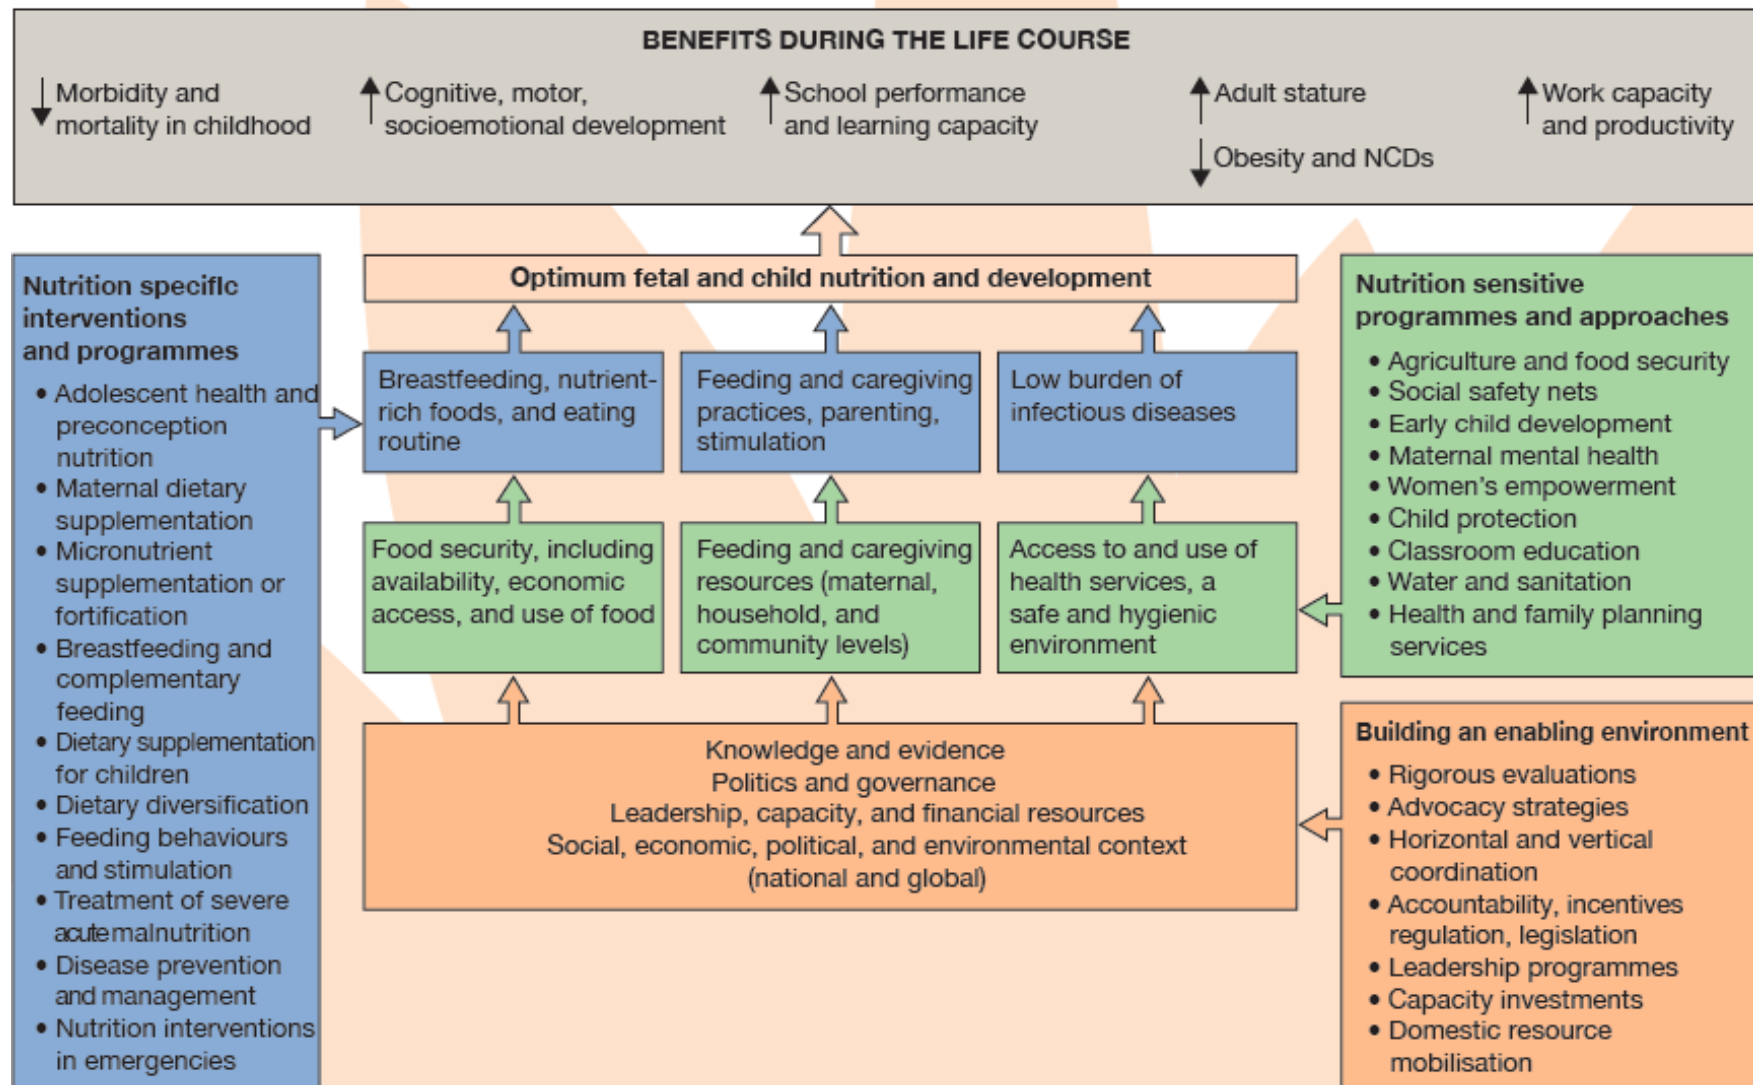 BENEFITS DURING THE LIFE COURSE
Morbidity and
mortality in childhood
Cognitive, motor,
socioemotional development
School performance
and learning capacity
Adult stature
Obesity and NCDs
Work capacity
and productivity
Nutrition specific
interventions
and programmes
• Adolescent health and
preconception
nutrition
• Maternal dietary
supplementation
• Micronutrient
supplementation or
fortification
• Breastfeeding and
complementary
feeding
• Dietary supplementation
for children
• Dietary diversification
• Feeding behaviours
and stimulation
• Treatment of severe
acute malnutrition
• Disease prevention
and management
• Nutrition interventions
in emergencies
Optimum fetal and child nutrition and development
Breastfeeding, nutrient-
rich foods, and eating
routine
Feeding and caregiving
practices, parenting,
stimulation
Low burden of
infectious diseases
Food security, including
availability, economic
access, and use of food
Feeding and caregiving
resources (maternal,
household, and
community levels)
Access to and use of
health services, a
safe and hygienic
environment
Knowledge and evidence
Politics and governance
Leadership, capacity, and financial resources
Social, economic, political, and environmental context
(national and global)
Nutrition sensitive
programmes and approaches
• Agriculture and food security
• Social safety nets
• Early child development
• Maternal mental health
• Women's empowerment
• Child protection
• Classroom education
• Water and sanitation
• Health and family planning
services
Building an enabling environment
• Rigorous evaluations
• Advocacy strategies
• Horizontal and vertical
coordination
• Accountability, incentives
regulation, legislation
• Leadership programmes
• Capacity investments
• Domestic resource
mobilisation